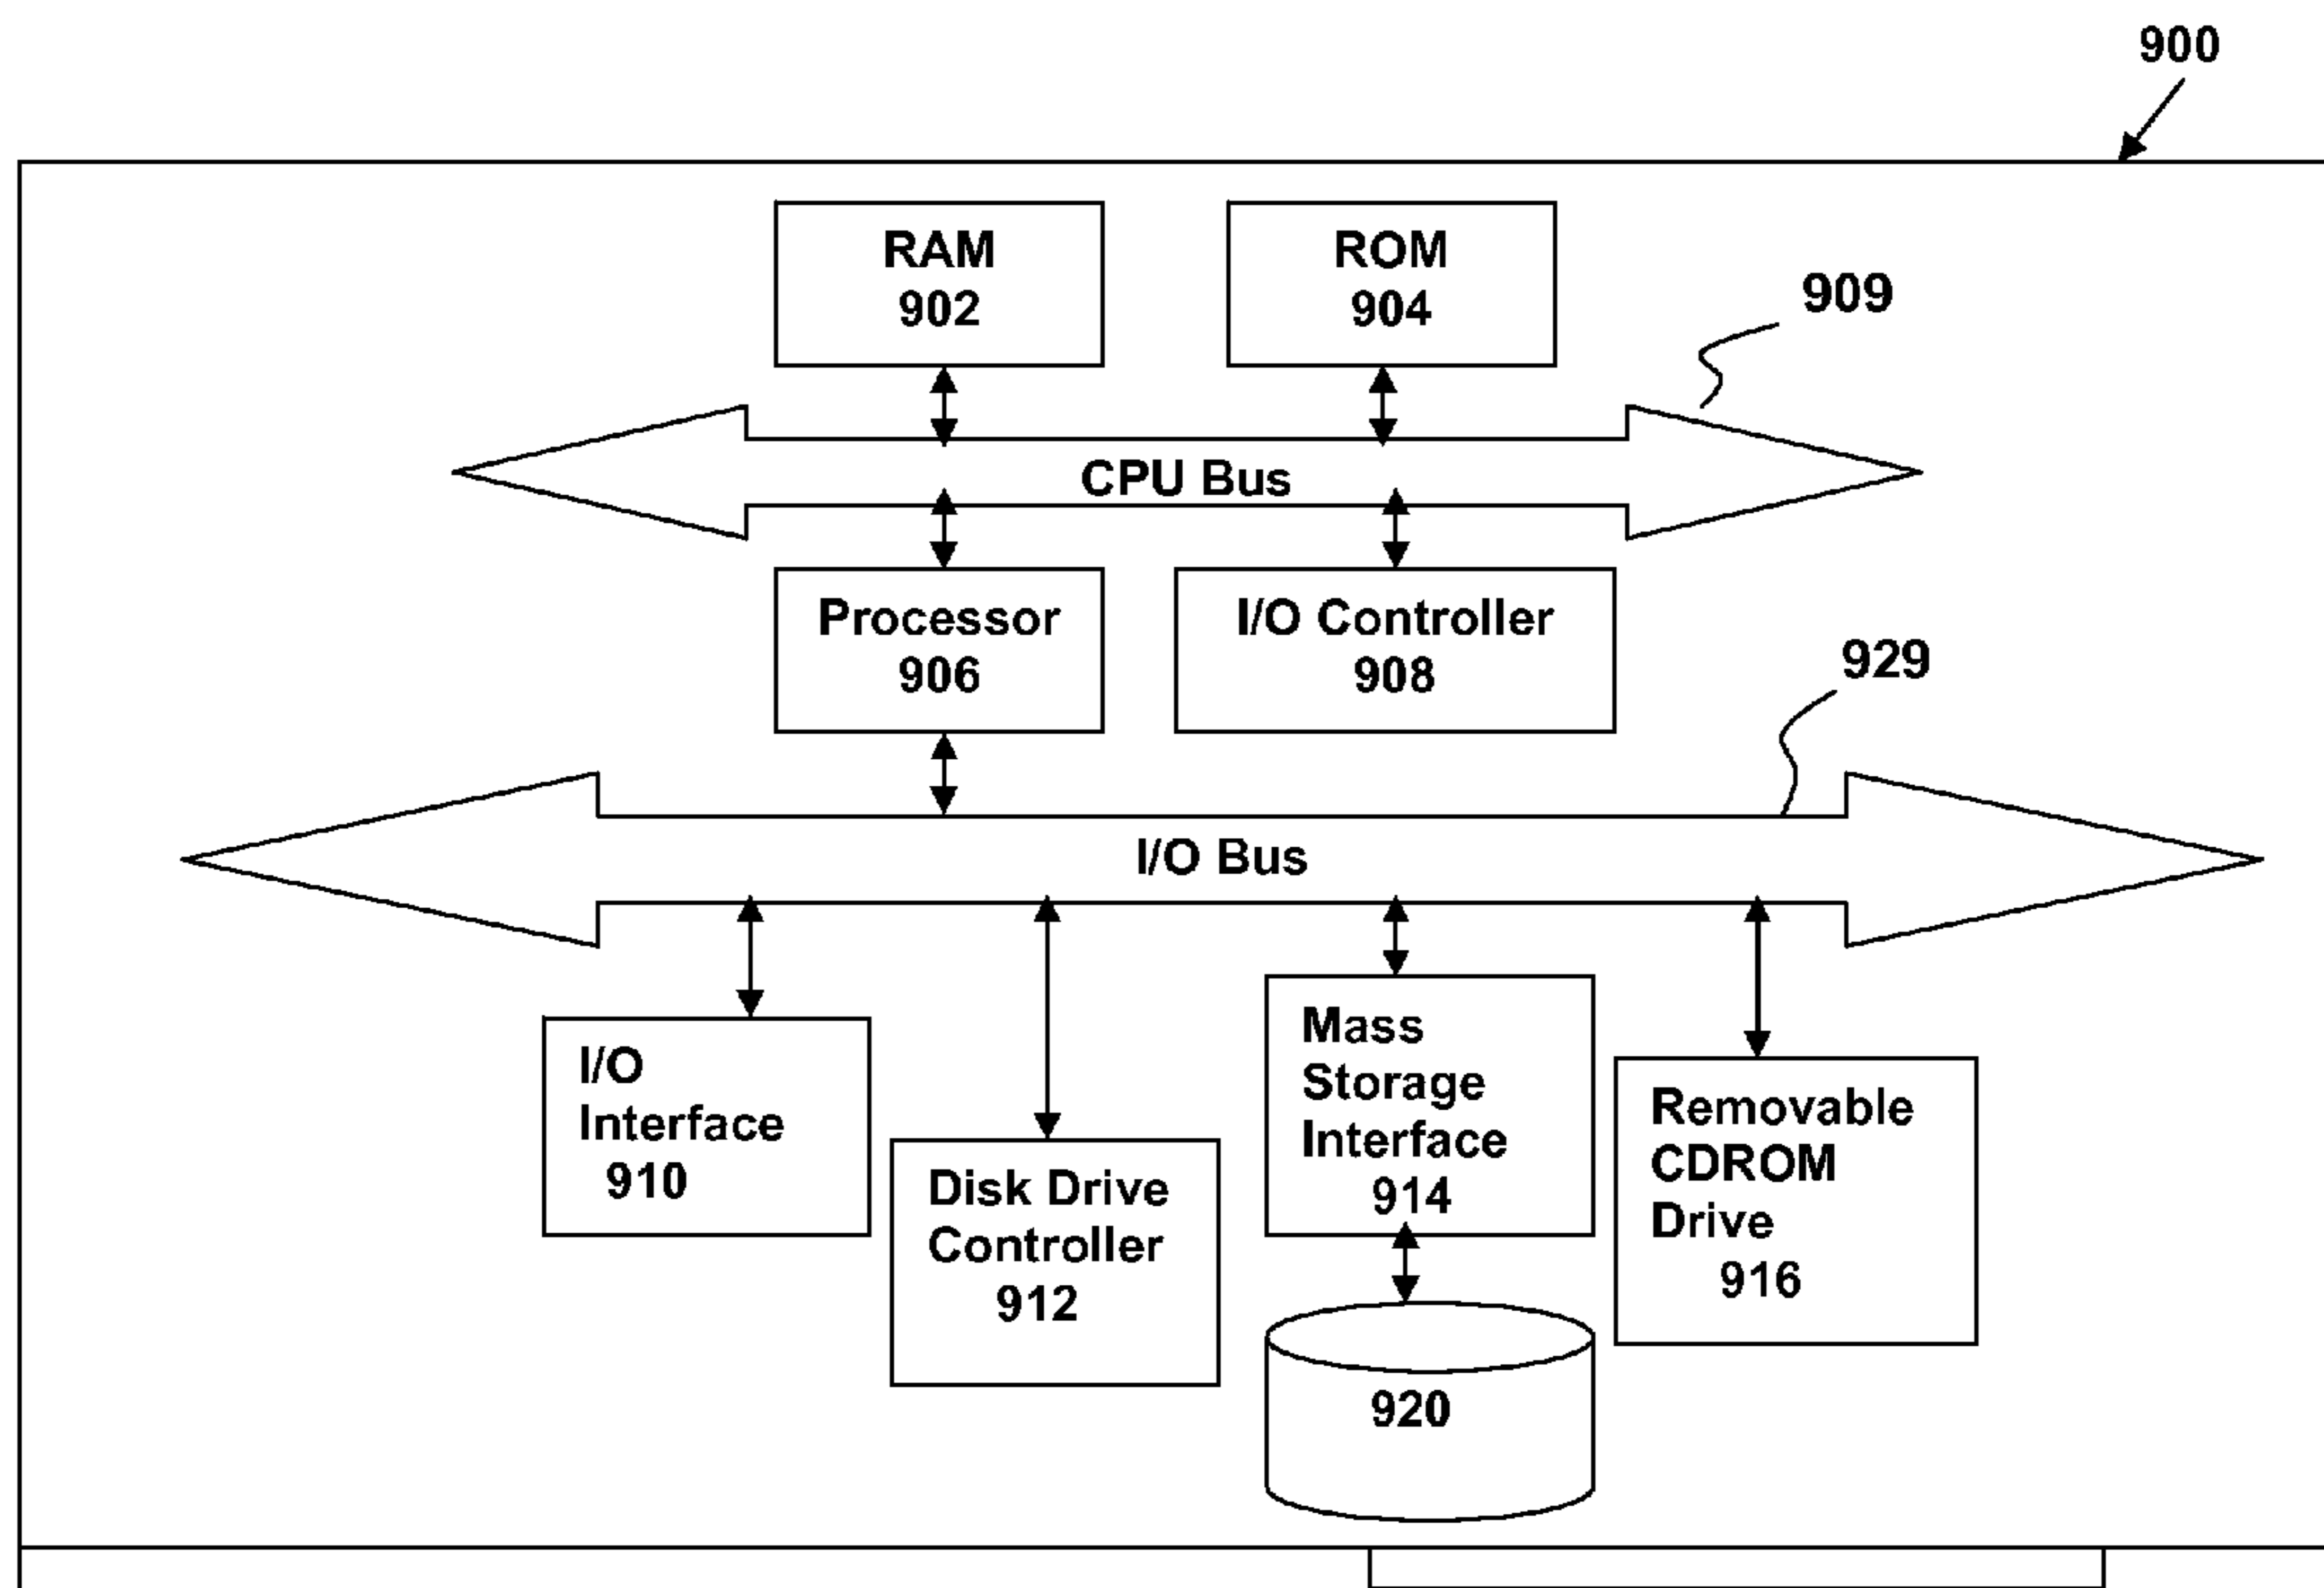 900
RAM
902
ROM
904
909
CPU Bus
Processor
906
I/O Controller
908
929
I/O Bus
I/O
Interface
910
Disk Drive
Controller
912
Mass
Storage
Interface
914
Removable
CDROM
Drive
916
920